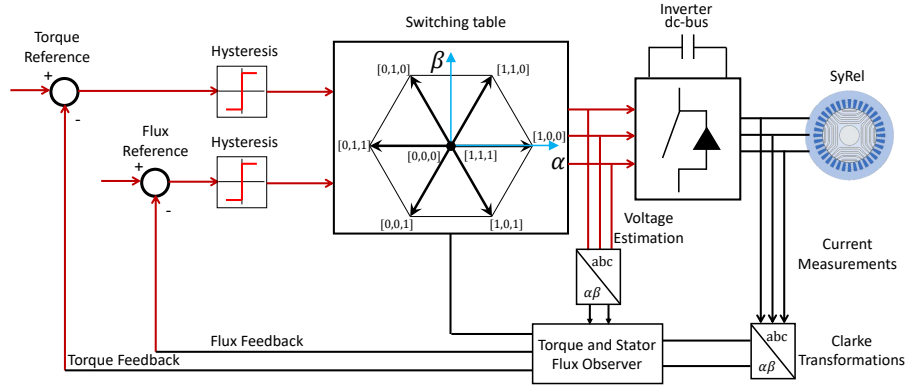 Torque
Reference
+
-
Flux
Reference
+
-
Hysteresis
Hysteresis
Switching table
β
[0,1,0]
[1,1,0]
[0,1,1]
[0,0,0]
[1,1,1]
[1,0,0]
α
[0,0,1]
[1,0,1]
Inverter
dc-bus
SyRel
Voltage
Estimation
abc
αβ
Current
Measurements
Torque and Stator
Flux Observer
abc
αβ
Clarke
Transformations
Flux Feedback
Torque Feedback